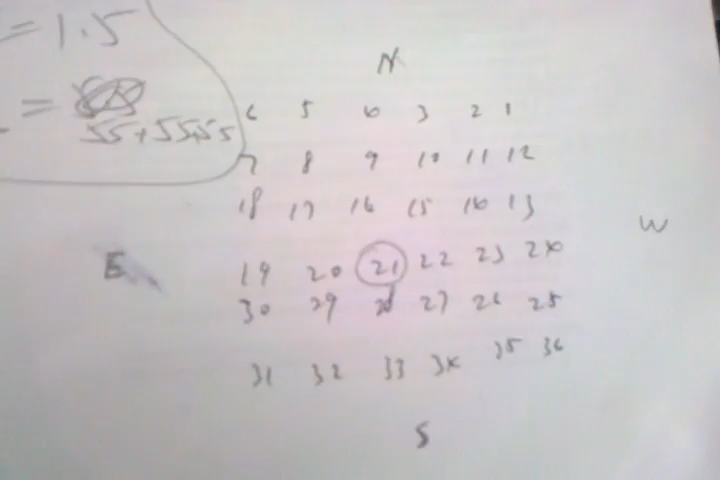 = 1.5
=
55+5555
N
6 5 4 3 2 1
7 8 9 10 11 12
18 17 16 15 14 13
W
E
19 20 21 22 23 24
30 29 28 27 26 25
31 32 33 34 35 36
S